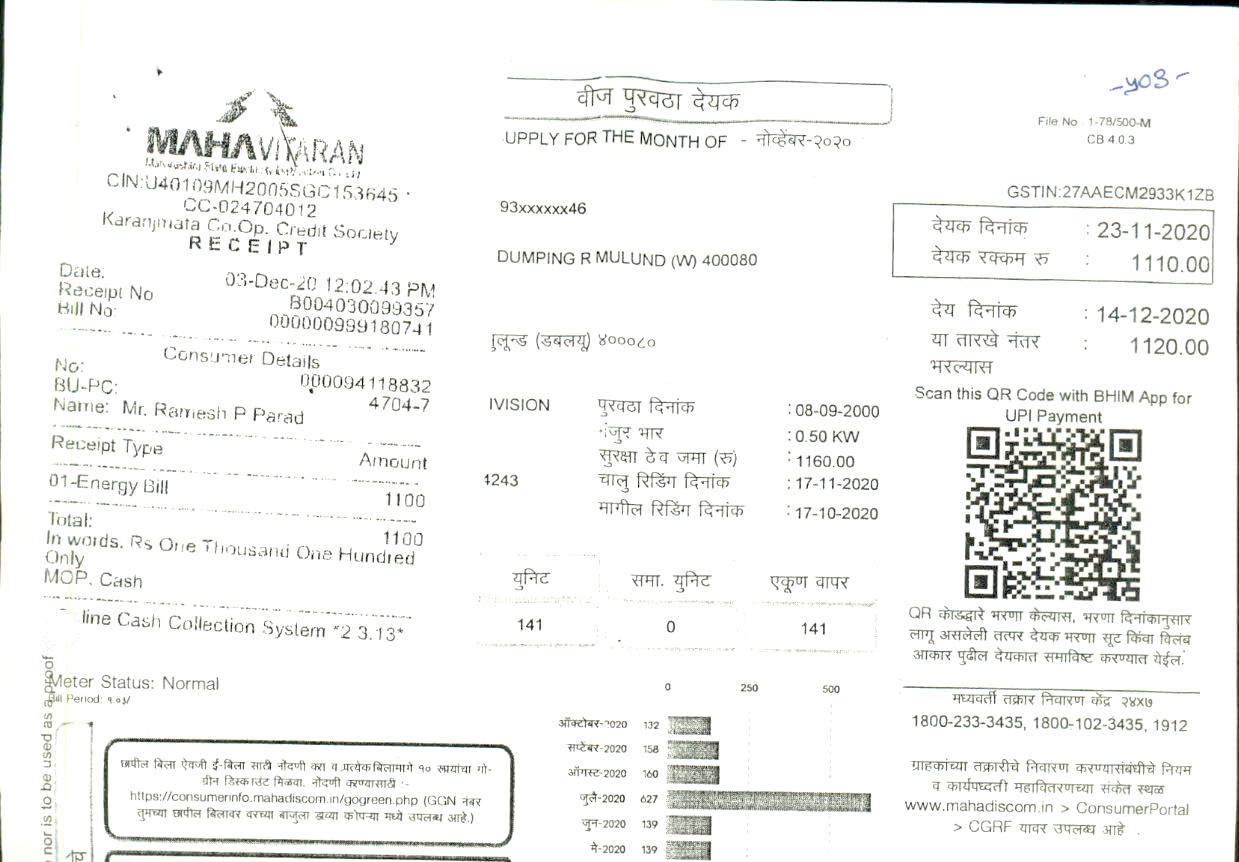 -403-
वीज पुरवठा देयक
File No 1-78/500-M
CB 4.0.3
UPPLY FOR THE MONTH OF - नोव्हेंबर-२०२०
MAHAVITARAN
Maharashtra State Electricity Distribution Co. Ltd
CIN:U40109MH2005SGC153645
CC-024704012
Karanjmata Co.Op. Credit Society
RECEIPT
Date: 03-Dec-20 12:02.43 PM
Receipt No B004030099357
Bill No: 000000999180741
Consumer Details
No: 000094118832
BU-PC: 4704-7
Name: Mr. Ramesh P Parad
Receipt Type Amount
01-Energy Bill 1100
Total: 1100
In words. Rs One Thousand One Hundred
Only
MOP. Cash
line Cash Collection System *2 3.13*
93xxxxxx46
DUMPING R MULUND (W) 400080
मुलून्ड (डबलयू) ४०००८०
IVISION पुरवठा दिनांक : 08-09-2000
मंजुर भार : 0.50 KW
सुरक्षा ठेव जमा (रु) : 1160.00
4243 चालु रिडिंग दिनांक : 17-11-2020
मागील रिडिंग दिनांक : 17-10-2020
युनिट समा. युनिट एकूण वापर
141 0 141
GSTIN:27AAECM2933K1ZB
देयक दिनांक : 23-11-2020
देयक रक्कम रु : 1110.00
देय दिनांक : 14-12-2020
या तारखे नंतर : 1120.00
भरल्यास
Scan this QR Code with BHIM App for
UPI Payment
QR कोडद्वारे भरणा केल्यास, भरणा दिनांकानुसार
लागू असलेली तत्पर देयक भरणा सूट किंवा विलंब
आकार पुढील देयकात समाविष्ट करण्यात येईल.
मध्यवर्ती तक्रार निवारण केंद्र २४X७
1800-233-3435, 1800-102-3435, 1912
ग्राहकांच्या तक्रारीचे निवारण करण्यासंबंधीचे नियम
व कार्यपध्दती महावितरणच्या संकेत स्थळ
www.mahadiscom.in > ConsumerPortal
> CGRF यावर उपलब्ध आहे .
Meter Status: Normal
Bill Period: १.०३/
nor is to be used as a proof
छापील बिला ऐवजी ई-बिला साठी नोंदणी करा व प्रत्येक बिलामागे १० रुपयांचा गो-
ग्रीन डिस्काउंट मिळवा. नोंदणी करण्यासाठी :-
https://consumerinfo.mahadiscom.in/gogreen.php (GGN नंबर
तुमच्या छापील बिलावर वरच्या बाजुला डाव्या कोपऱ्या मध्ये उपलब्ध आहे.)
0 250 500
ऑक्टोबर-2020 132
सप्टेंबर-2020 158
ऑगस्ट-2020 160
जुलै-2020 627
जुन-2020 139
मे-2020 139